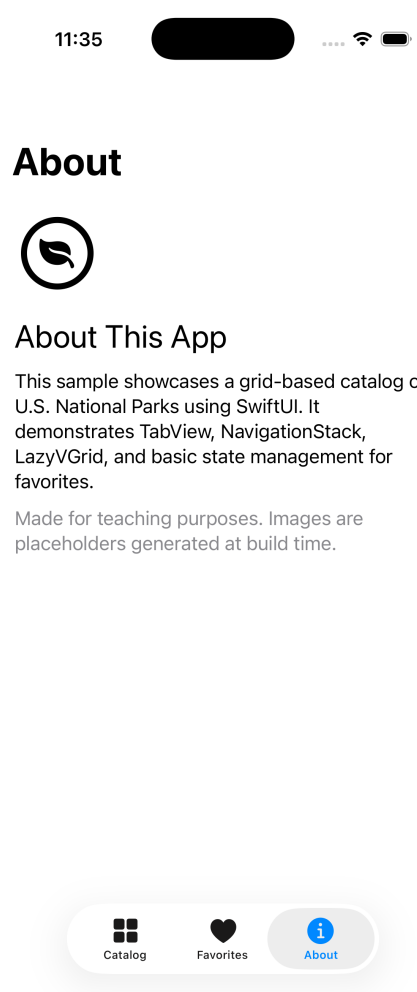 11:35
About
About This App
This sample showcases a grid-based catalog o
U.S. National Parks using SwiftUI. It
demonstrates TabView, NavigationStack,
LazyVGrid, and basic state management for
favorites.
Made for teaching purposes. Images are
placeholders generated at build time.
Catalog
Favorites
About